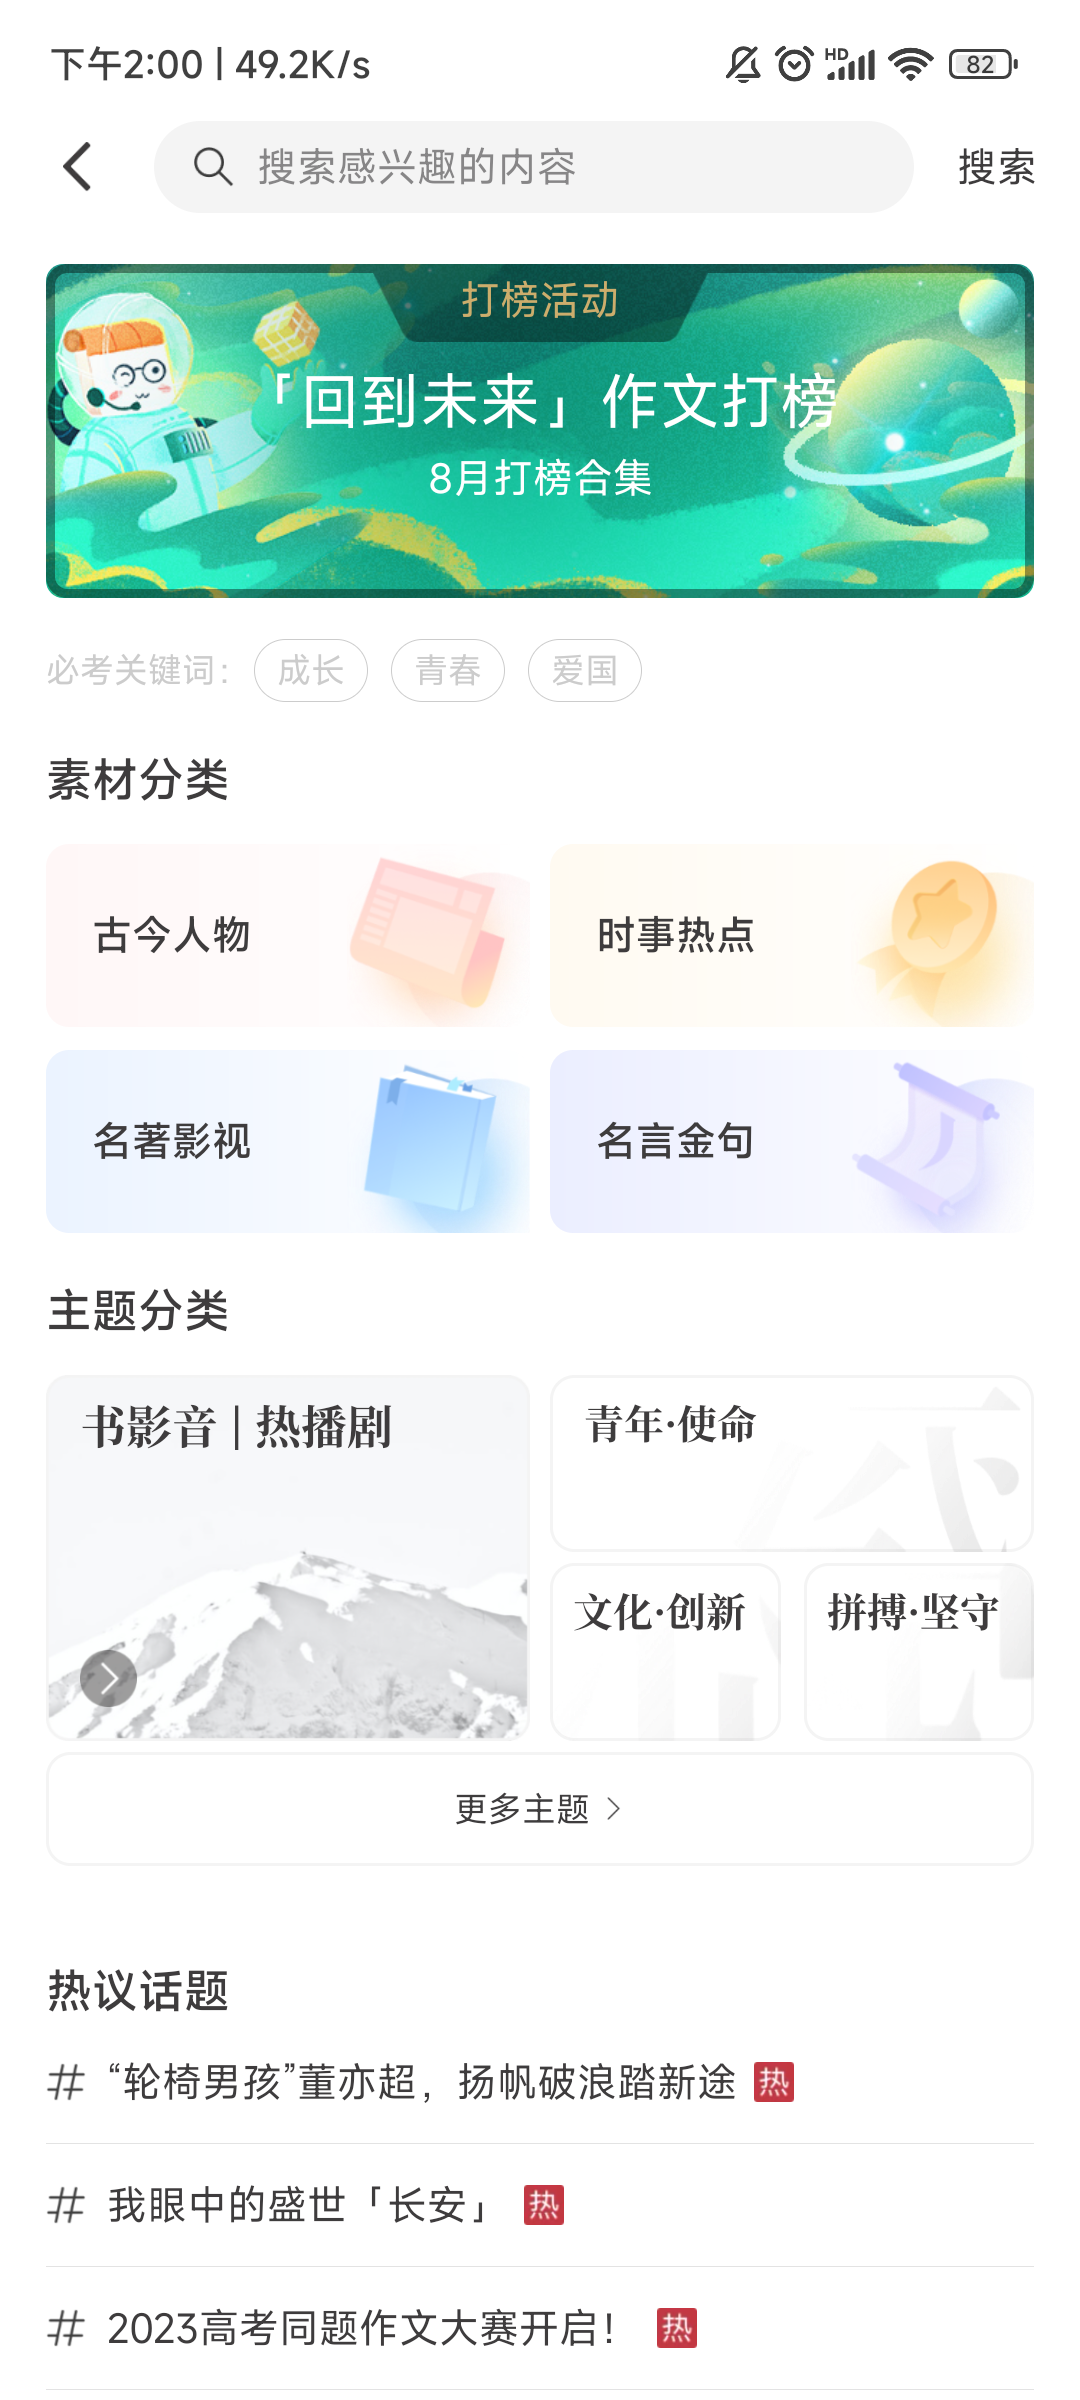 下午2:00 | 49.2K/s
HD
82
搜索感兴趣的内容
搜索
打榜活动
「回到未来」作文打榜
8月打榜合集
必考关键词：
成长
青春
爱国
素材分类
古今人物
时事热点
名著影视
名言金句
主题分类
书影音 | 热播剧
青年·使命
文化·创新
拼搏·坚守
更多主题
热议话题
# “轮椅男孩”董亦超，扬帆破浪踏新途 热
# 我眼中的盛世「长安」 热
# 2023高考同题作文大赛开启！ 热